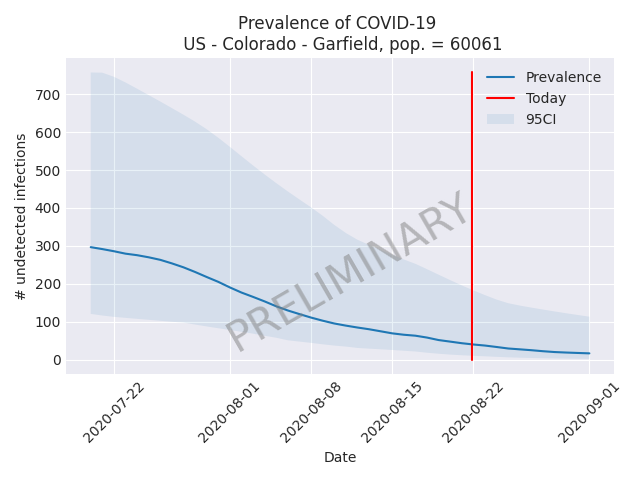 Prevalence of COVID-19
US - Colorado - Garfield, pop. = 60061
Prevalence
Today
95CI
700
600
500
400
300
200
100
0
# undetected infections
PRELIMINARY
2020-07-22
2020-08-01
2020-08-08
2020-08-15
2020-08-22
2020-09-01
Date